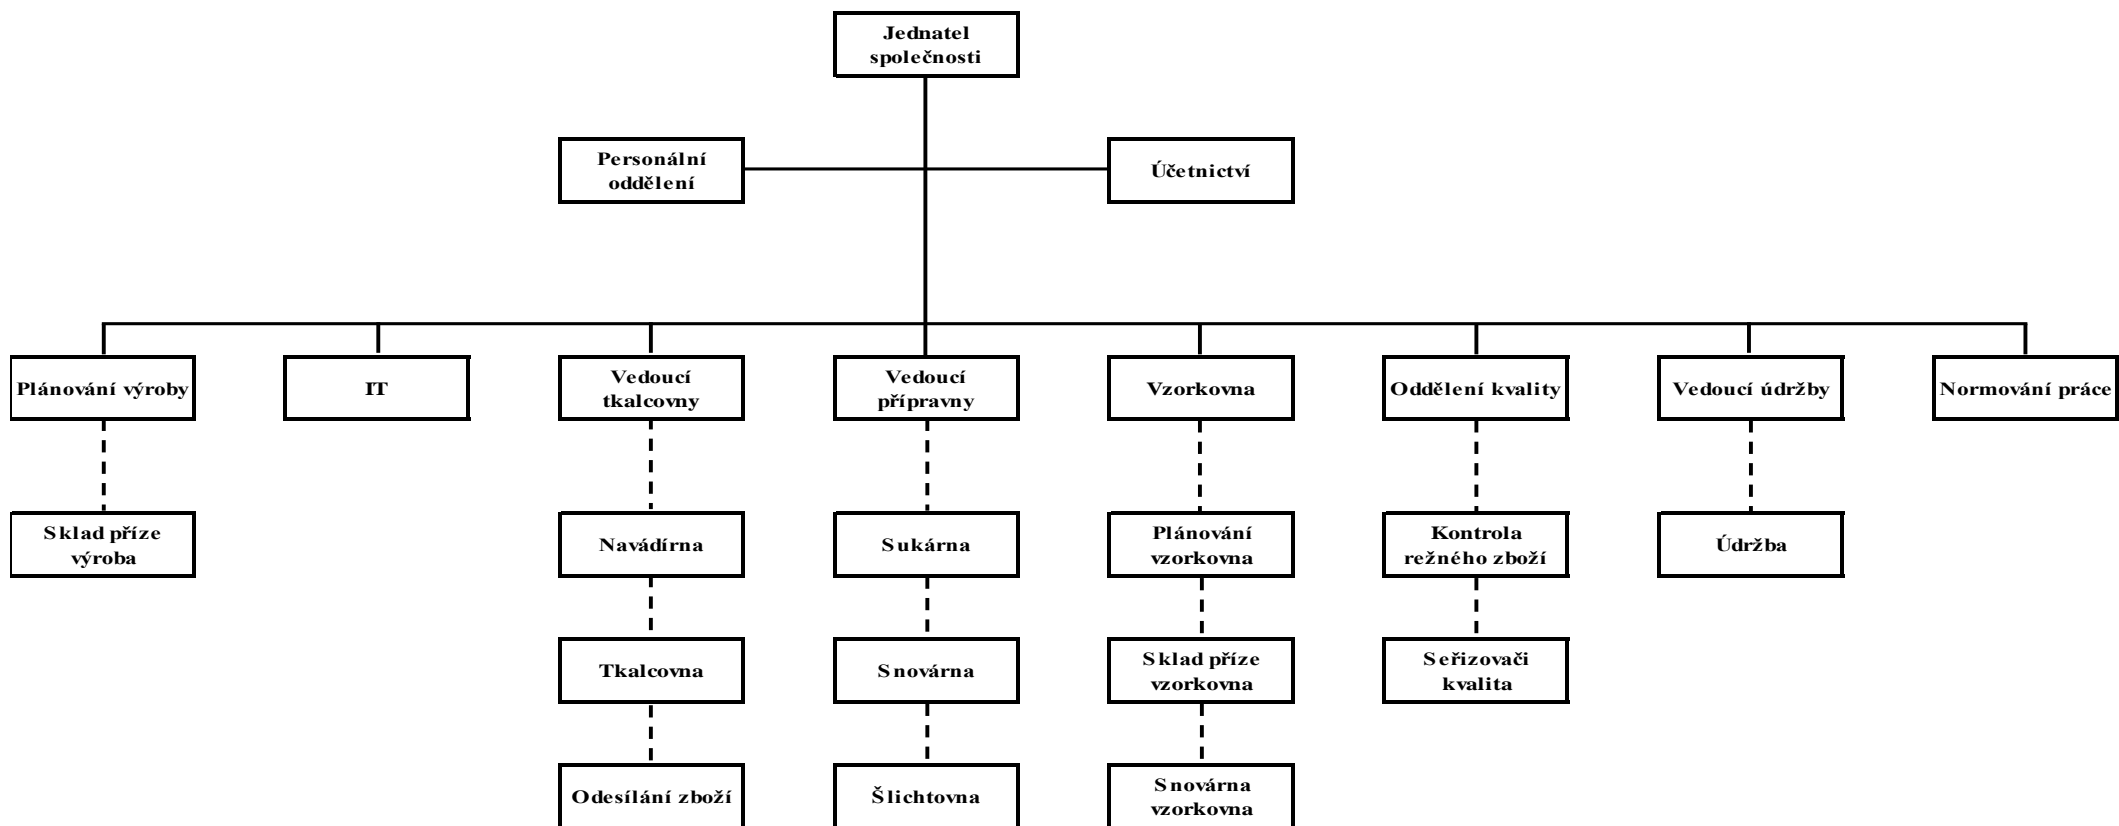 Jednatel
společnosti
Personální
oddělení
Účetnictví
Plánování výroby
IT
Vedoucí
tkalcovny
Vedoucí
přípravny
Vzorkovna
Oddělení kvality
Vedoucí údržby
Normování práce
Sklad příze
výroba
Navádírna
Sukárna
Plánování
vzorkovna
Kontrola
režného zboží
Údržba
Tkalcovna
Snovárna
Sklad příze
vzorkovna
Seřizovači
kvalita
Odesílání zboží
Šlichtovna
Snovárna
vzorkovna